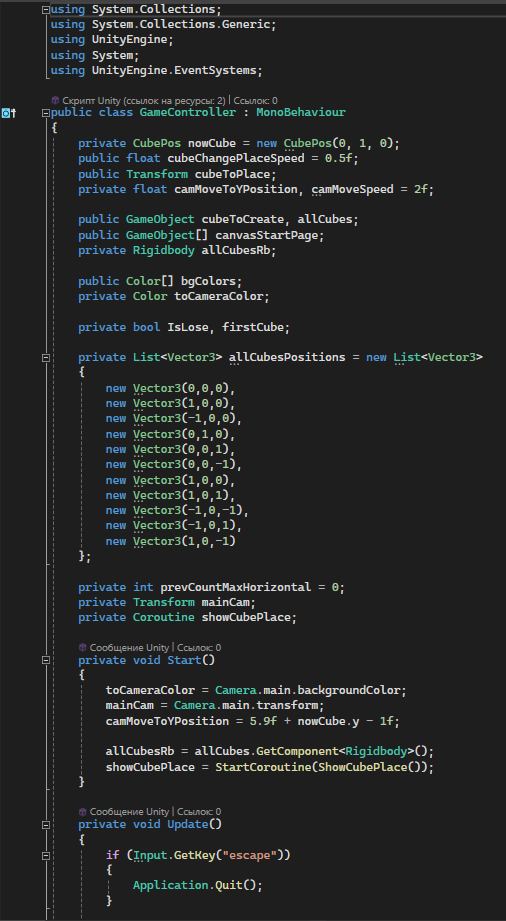 using System.Collections;
using System.Collections.Generic;
using UnityEngine;
using System;
using UnityEngine.EventSystems;
Скрипт Unity (ссылок на ресурсы: 2) | Ссылок: 0
public class GameController : MonoBehaviour
{
private CubePos nowCube = new CubePos(0, 1, 0);
public float cubeChangePlaceSpeed = 0.5f;
public Transform cubeToPlace;
private float camMoveToYPosition, camMoveSpeed = 2f;
public GameObject cubeToCreate, allCubes;
public GameObject[] canvasStartPage;
private Rigidbody allCubesRb;
public Color[] bgColors;
private Color toCameraColor;
private bool IsLose, firstCube;
private List<Vector3> allCubesPositions = new List<Vector3>
{
new Vector3(0,0,0),
new Vector3(1,0,0),
new Vector3(-1,0,0),
new Vector3(0,1,0),
new Vector3(0,0,1),
new Vector3(0,0,-1),
new Vector3(1,0,0),
new Vector3(1,0,1),
new Vector3(-1,0,-1),
new Vector3(-1,0,1),
new Vector3(1,0,-1)
};
private int prevCountMaxHorizontal = 0;
private Transform mainCam;
private Coroutine showCubePlace;
Сообщение Unity | Ссылок: 0
private void Start()
{
toCameraColor = Camera.main.backgroundColor;
mainCam = Camera.main.transform;
camMoveToYPosition = 5.9f + nowCube.y - 1f;
allCubesRb = allCubes.GetComponent<Rigidbody>();
showCubePlace = StartCoroutine(ShowCubePlace());
}
Сообщение Unity | Ссылок: 0
private void Update()
{
if (Input.GetKey("escape"))
{
Application.Quit();
}